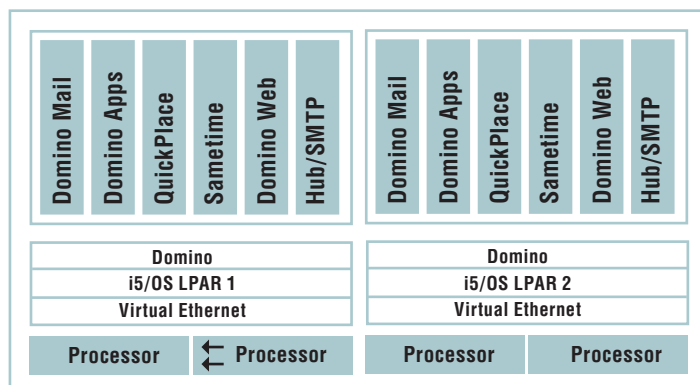 Domino Mail
Domino Apps
QuickPlace
Sametime
Domino Web
Hub/SMTP
Domino Mail
Domino Apps
QuickPlace
Sametime
Domino Web
Hub/SMTP
Domino
i5/OS LPAR 1
Virtual Ethernet
Domino
i5/OS LPAR 2
Virtual Ethernet
Processor
Processor
Processor
Processor